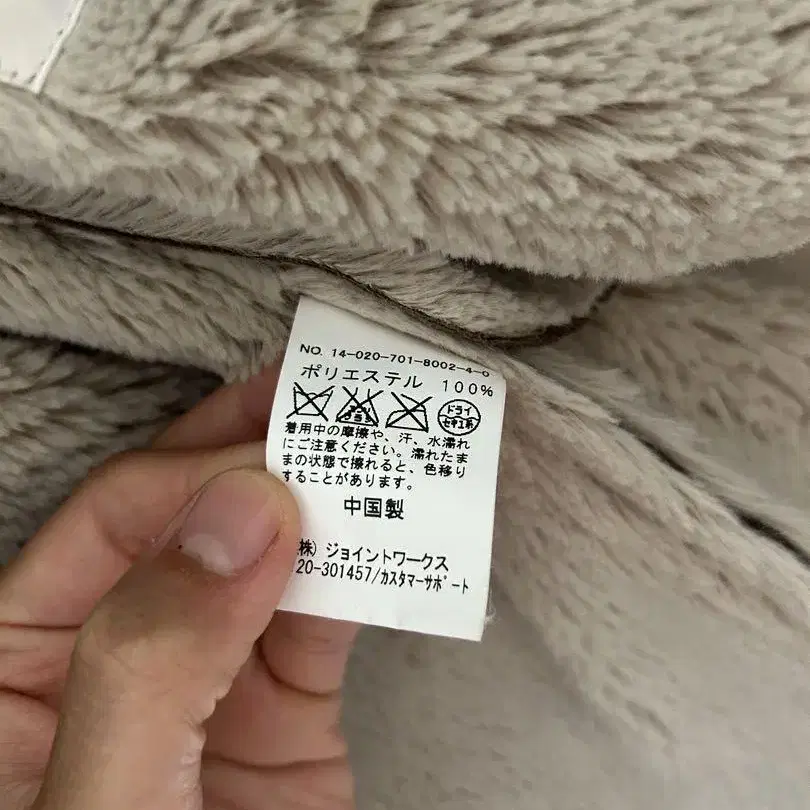 NO. 14-020-701-8002-4-0
ポリエステル 100%
ドライ
セキユ系
着用中の摩擦や、汗、水濡れ
にご注意ください。濡れたま
まの状態で擦れると、色移り
することがあります。
中国製
株) ジョイントワークス
20-301457/カスタマーサポート